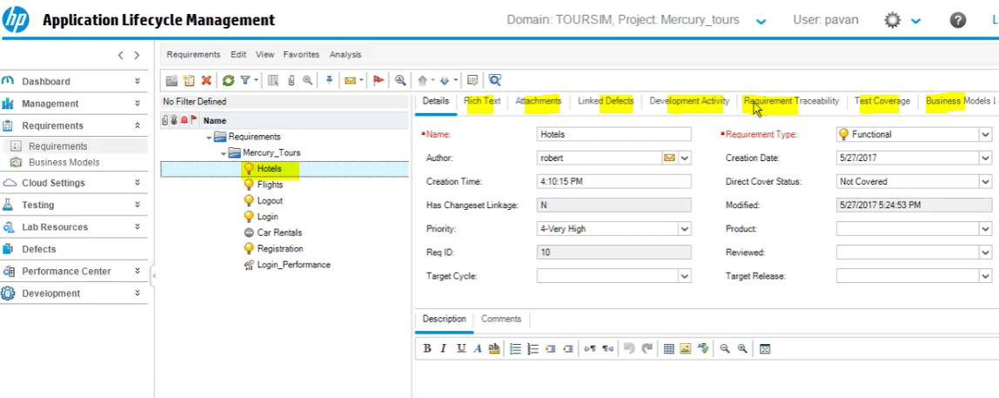 hp Application Lifecycle Management Domain: TOURSIM, Project: Mercury_tours User: pavan ? L
Requirements Edit View Favorites Analysis
Dashboard
Management
Requirements
Requirements
Business Models
Cloud Settings
Testing
Lab Resources
Defects
Performance Center
Development
No Filter Defined
Name
Requirements
Mercury_Tours
Hotels
Flights
Logout
Login
Car Rentals
Registration
Login_Performance
Details Rich Text Attachments Linked Defects Development Activity Requirement Traceability Test Coverage Business Models L
*Name: Hotels *Requirement Type: Functional
Author: robert Creation Date: 5/27/2017
Creation Time: 4:10:15 PM Direct Cover Status: Not Covered
Has Changeset Linkage: N Modified: 5/27/2017 5:24:53 PM
Priority: 4-Very High Product:
Req ID: 10 Reviewed:
Target Cycle: Target Release:
Description Comments
B I U A ab